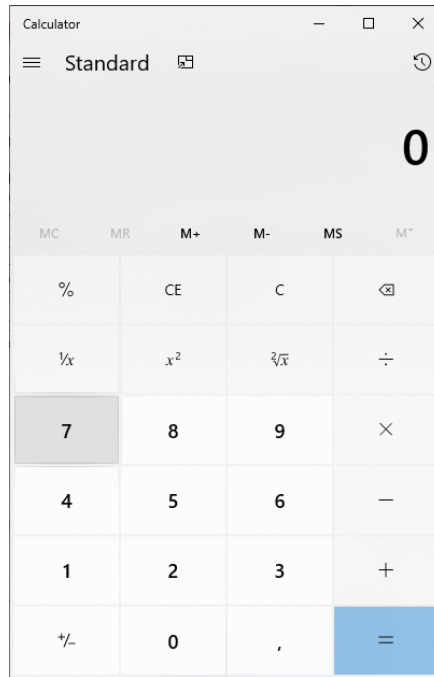 Calculator
Standard
0
MC MR M+ M- MS M˅
% CE C
¹/x x² ²√x ÷
7 8 9 ×
4 5 6 −
1 2 3 +
+/− 0 , =